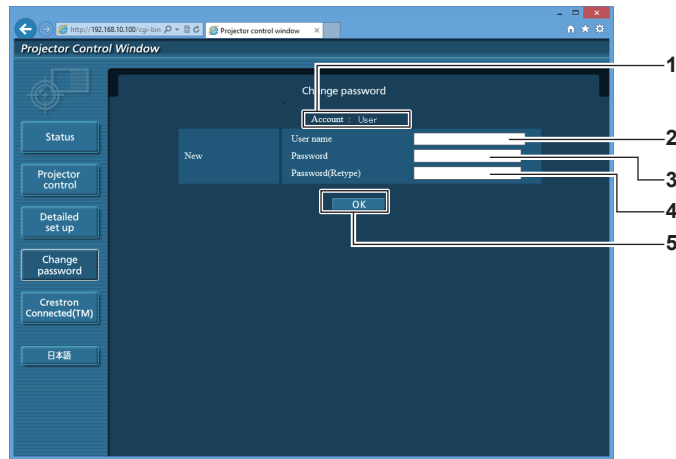 http://192.168.10.100/cgi-bin
Projector control window
Projector Control Window
Change password
1
Account : User
Status
User name
2
New
Password
3
Password(Retype)
4
Projector
control
OK
5
Detailed
set up
Change
password
Crestron
Connected(TM)
日本語